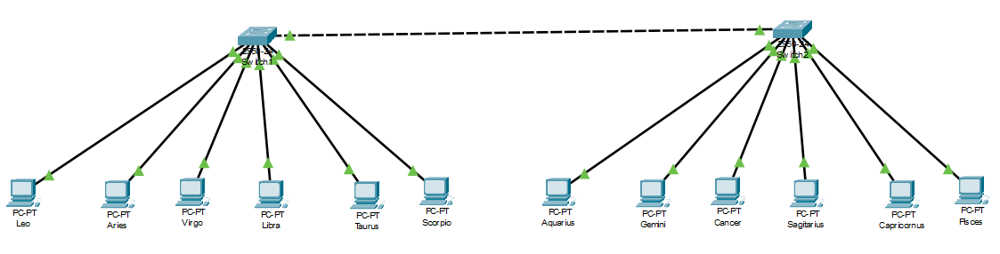 2950-24
Switch1
2950-24
Switch2
PC-PT
Leo
PC-PT
Aries
PC-PT
Virgo
PC-PT
Libra
PC-PT
Taurus
PC-PT
Scorpio
PC-PT
Aquarius
PC-PT
Gemini
PC-PT
Cancer
PC-PT
Sagitarius
PC-PT
Capricornus
PC-PT
Pisces